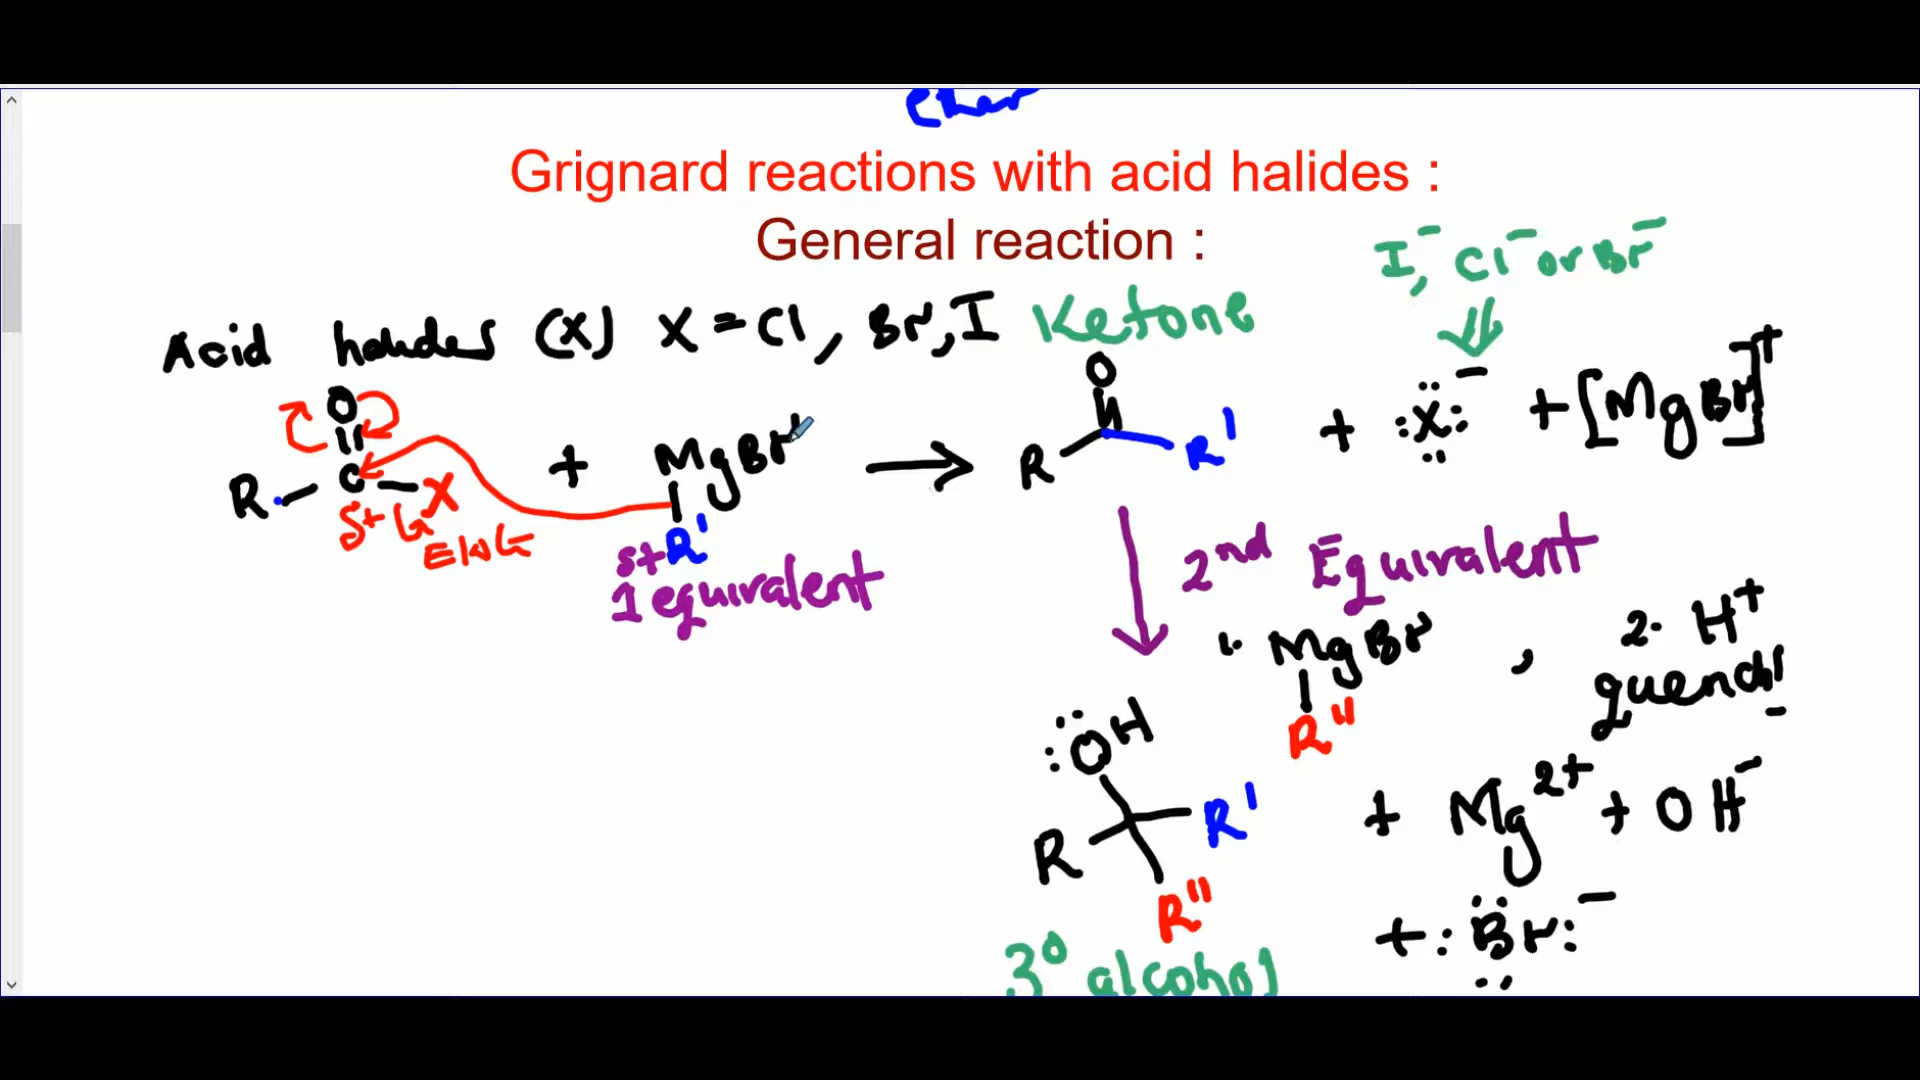 Grignard reactions with acid halides :
General reaction :
I⁻, Cl⁻ or Br⁻
Acid halides (X) X = Cl, Br, I Ketone
O O
R - C - X + MgBr → R R' + :X:⁻ + [MgBr]⁺
δ+ LG R'
EWG δ+
1 equivalent 2nd Equivalent
1. MgBr , 2. H⁺
R'' quench
:OH
R R' + Mg²⁺ + OH⁻
R'' + :Br:⁻
3° alcohol